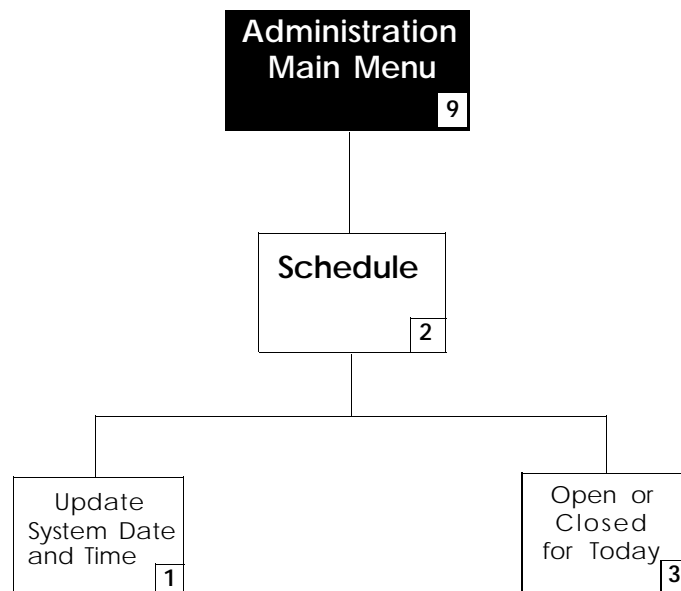 Administration
Main Menu
9
Schedule
2
Update
System Date
and Time
1
Open or
Closed
for Today
3